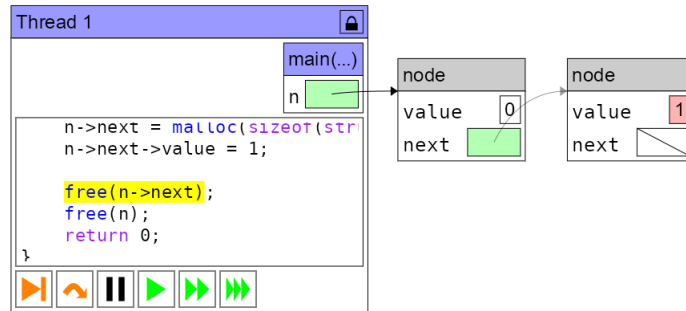 Thread 1
main(...)
n
n->next = malloc(sizeof(str
n->next->value = 1;
free(n->next);
free(n);
return 0;
}
node
value 0
next
node
value 1
next